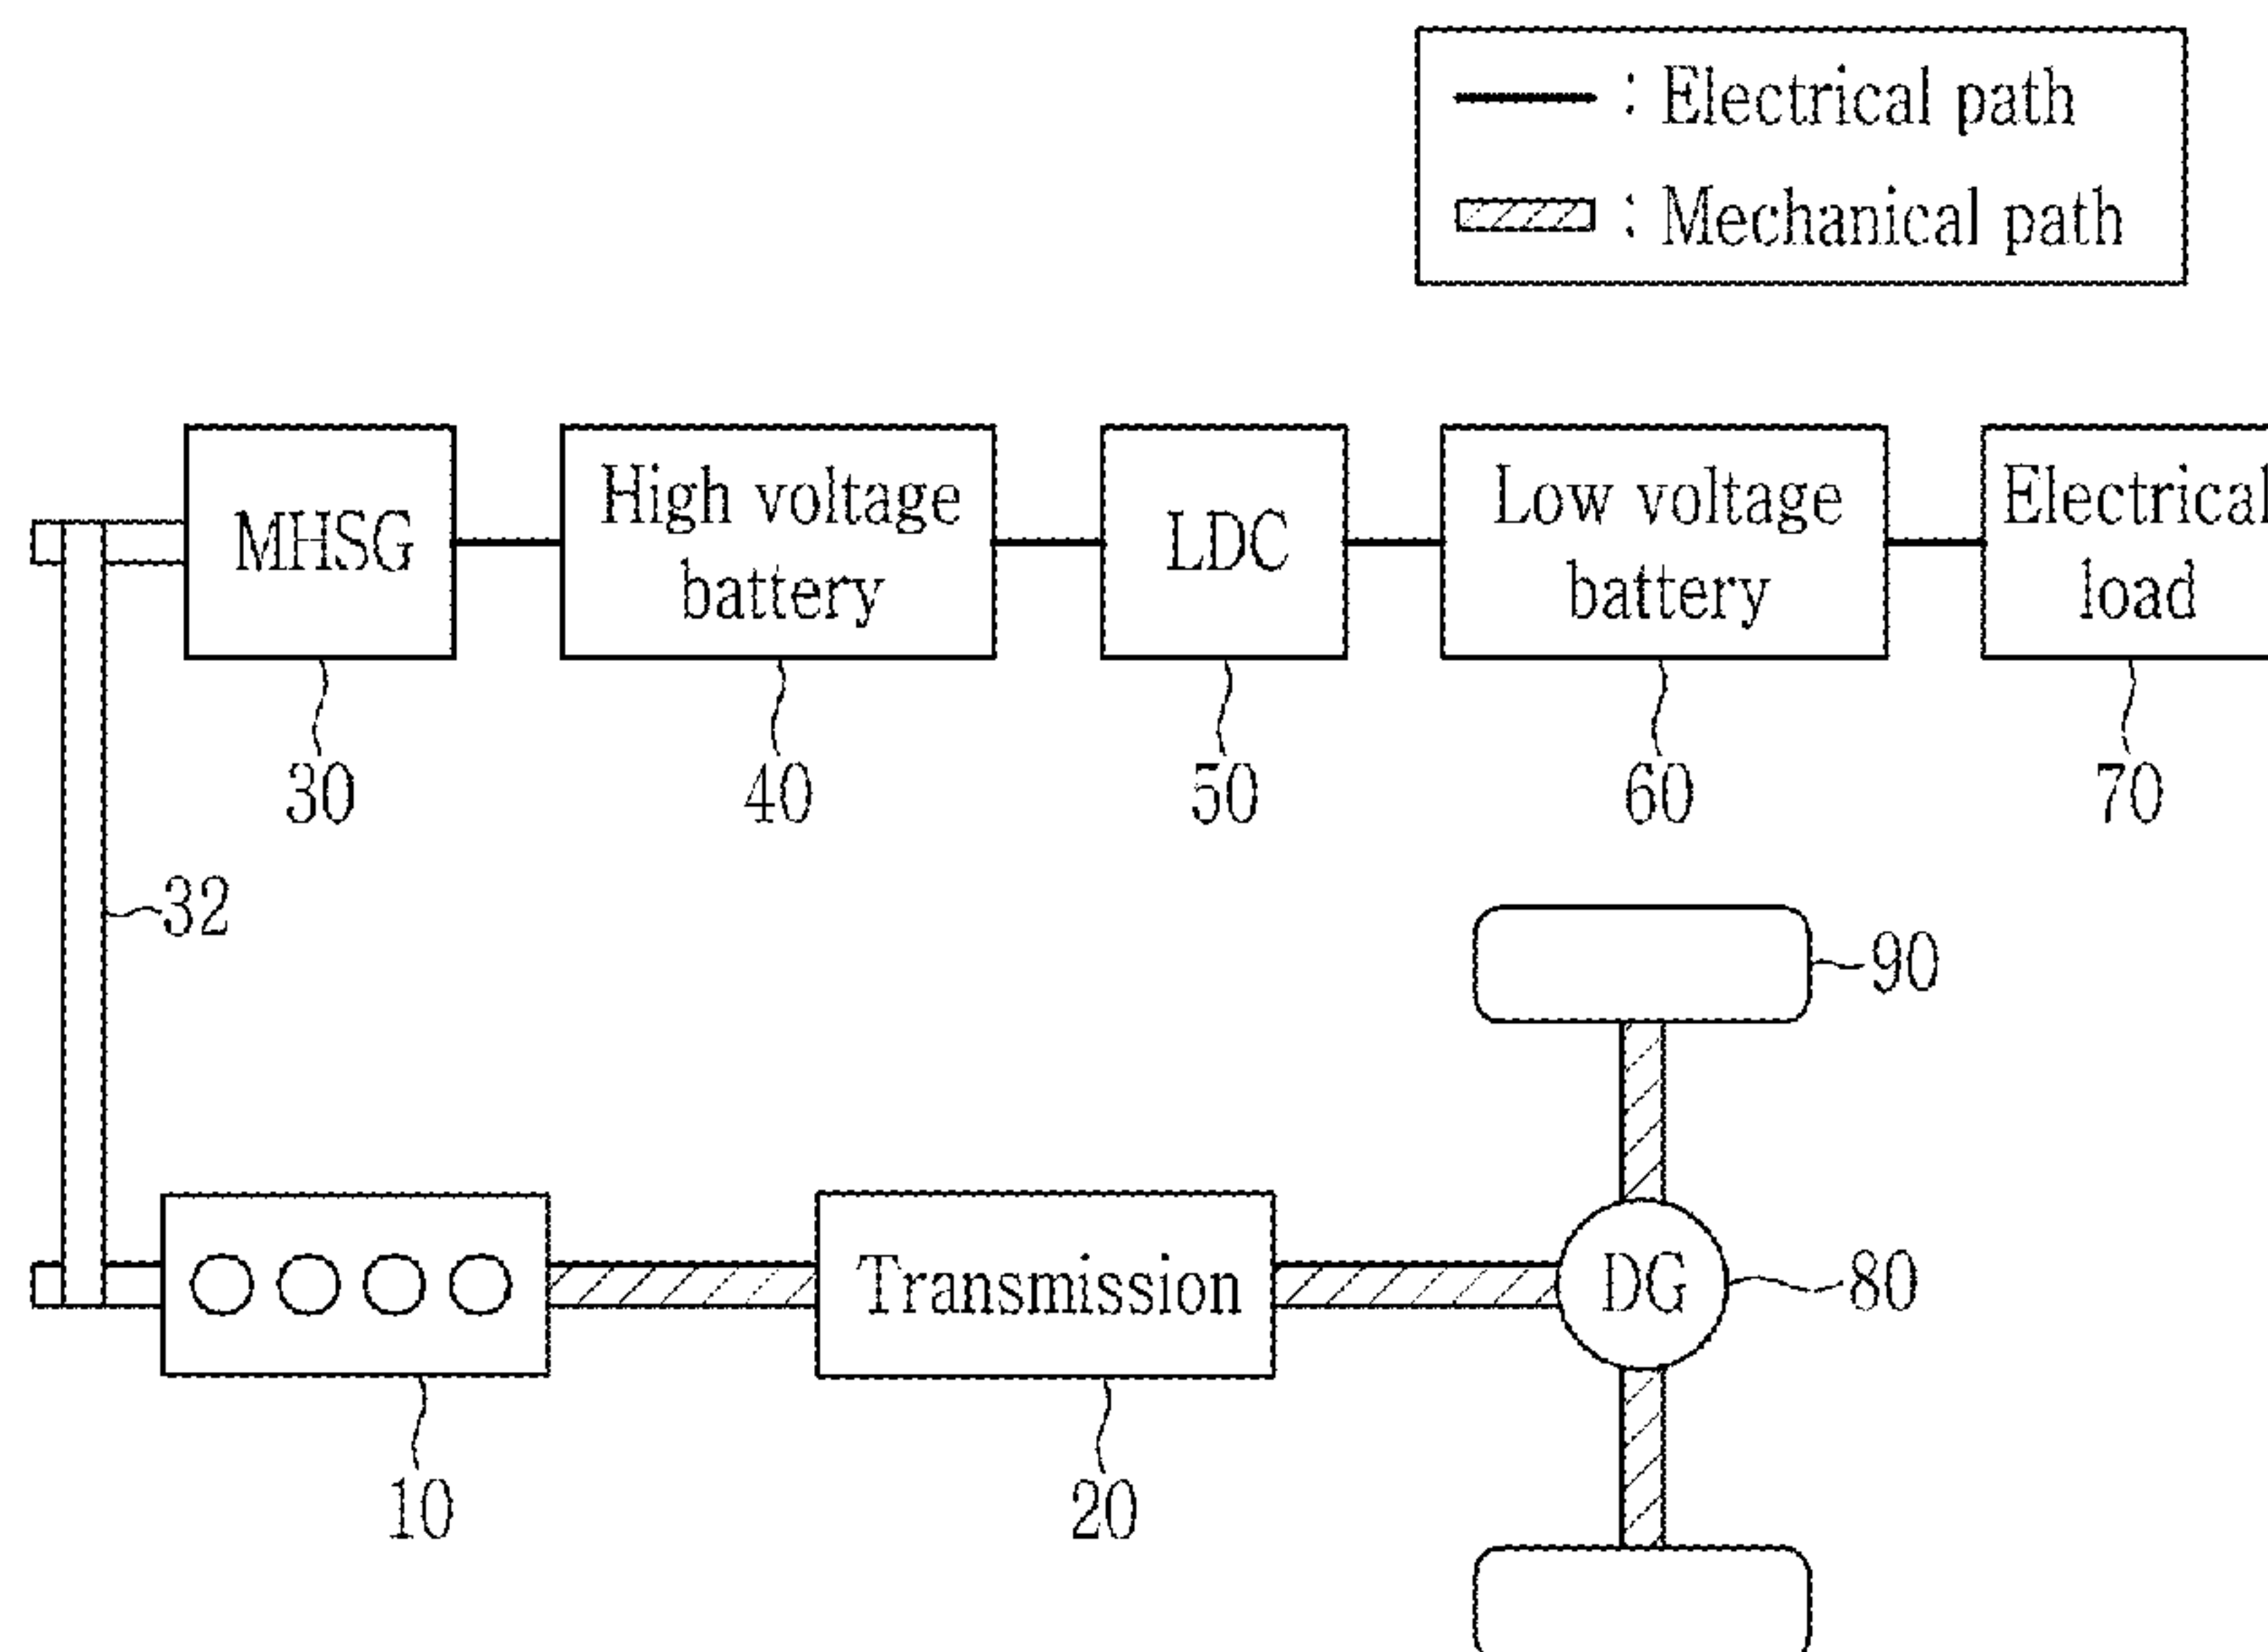 : Electrical path
: Mechanical path
MHSG
High voltage
battery
LDC
Low voltage
battery
Electrical
load
30
40
50
60
70
32
90
Transmission
DG
80
10
20